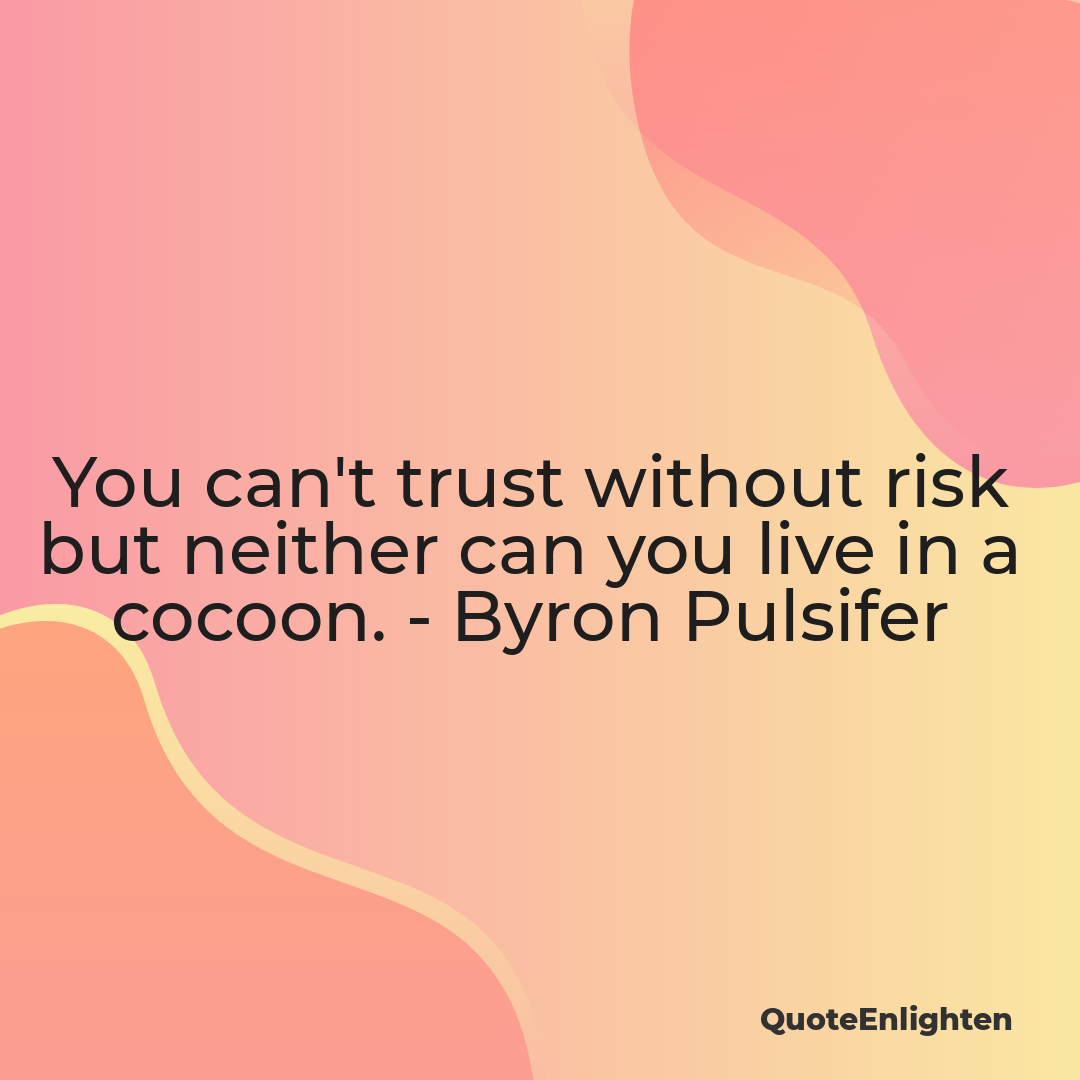 You can't trust without risk
but neither can you live in a
cocoon. - Byron Pulsifer
QuoteEnlighten